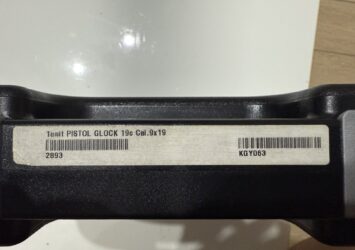 Tenit PISTOL GLOCK 19c Cal.9x19
2893 KGY063